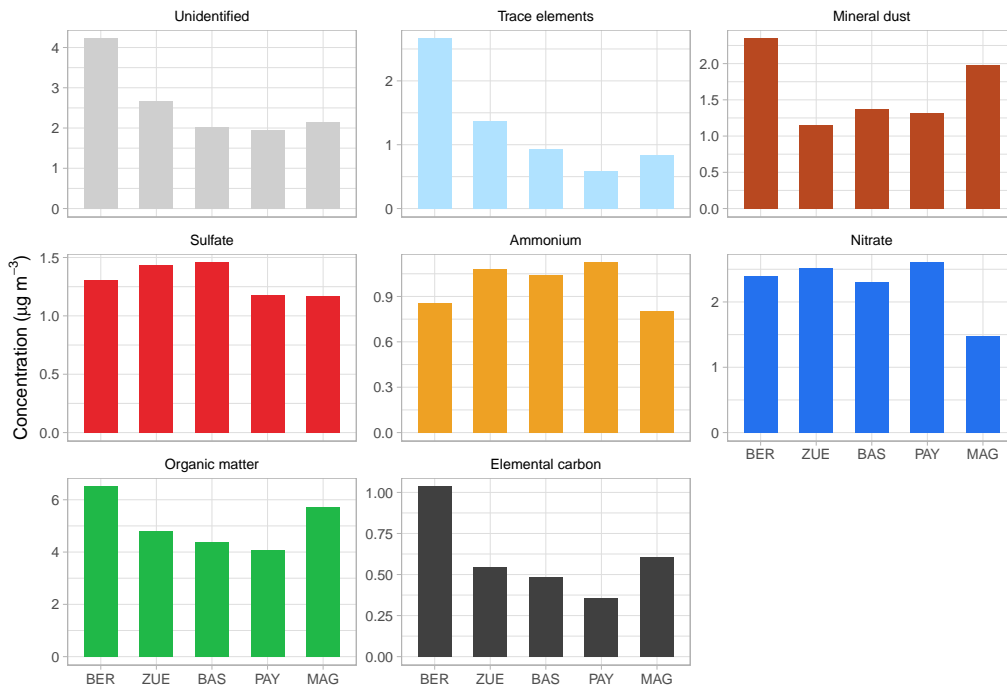 Unidentified
Trace elements
Mineral dust
4
3
2
1
0
2
1
0
2.0
1.5
1.0
0.5
0.0
Sulfate
Ammonium
Nitrate
Concentration (µg m⁻³)
1.5
1.0
0.5
0.0
0.9
0.6
0.3
0.0
2
1
0
BER ZUE BAS PAY MAG
Organic matter
Elemental carbon
6
4
2
0
1.00
0.75
0.50
0.25
0.00
BER ZUE BAS PAY MAG
BER ZUE BAS PAY MAG